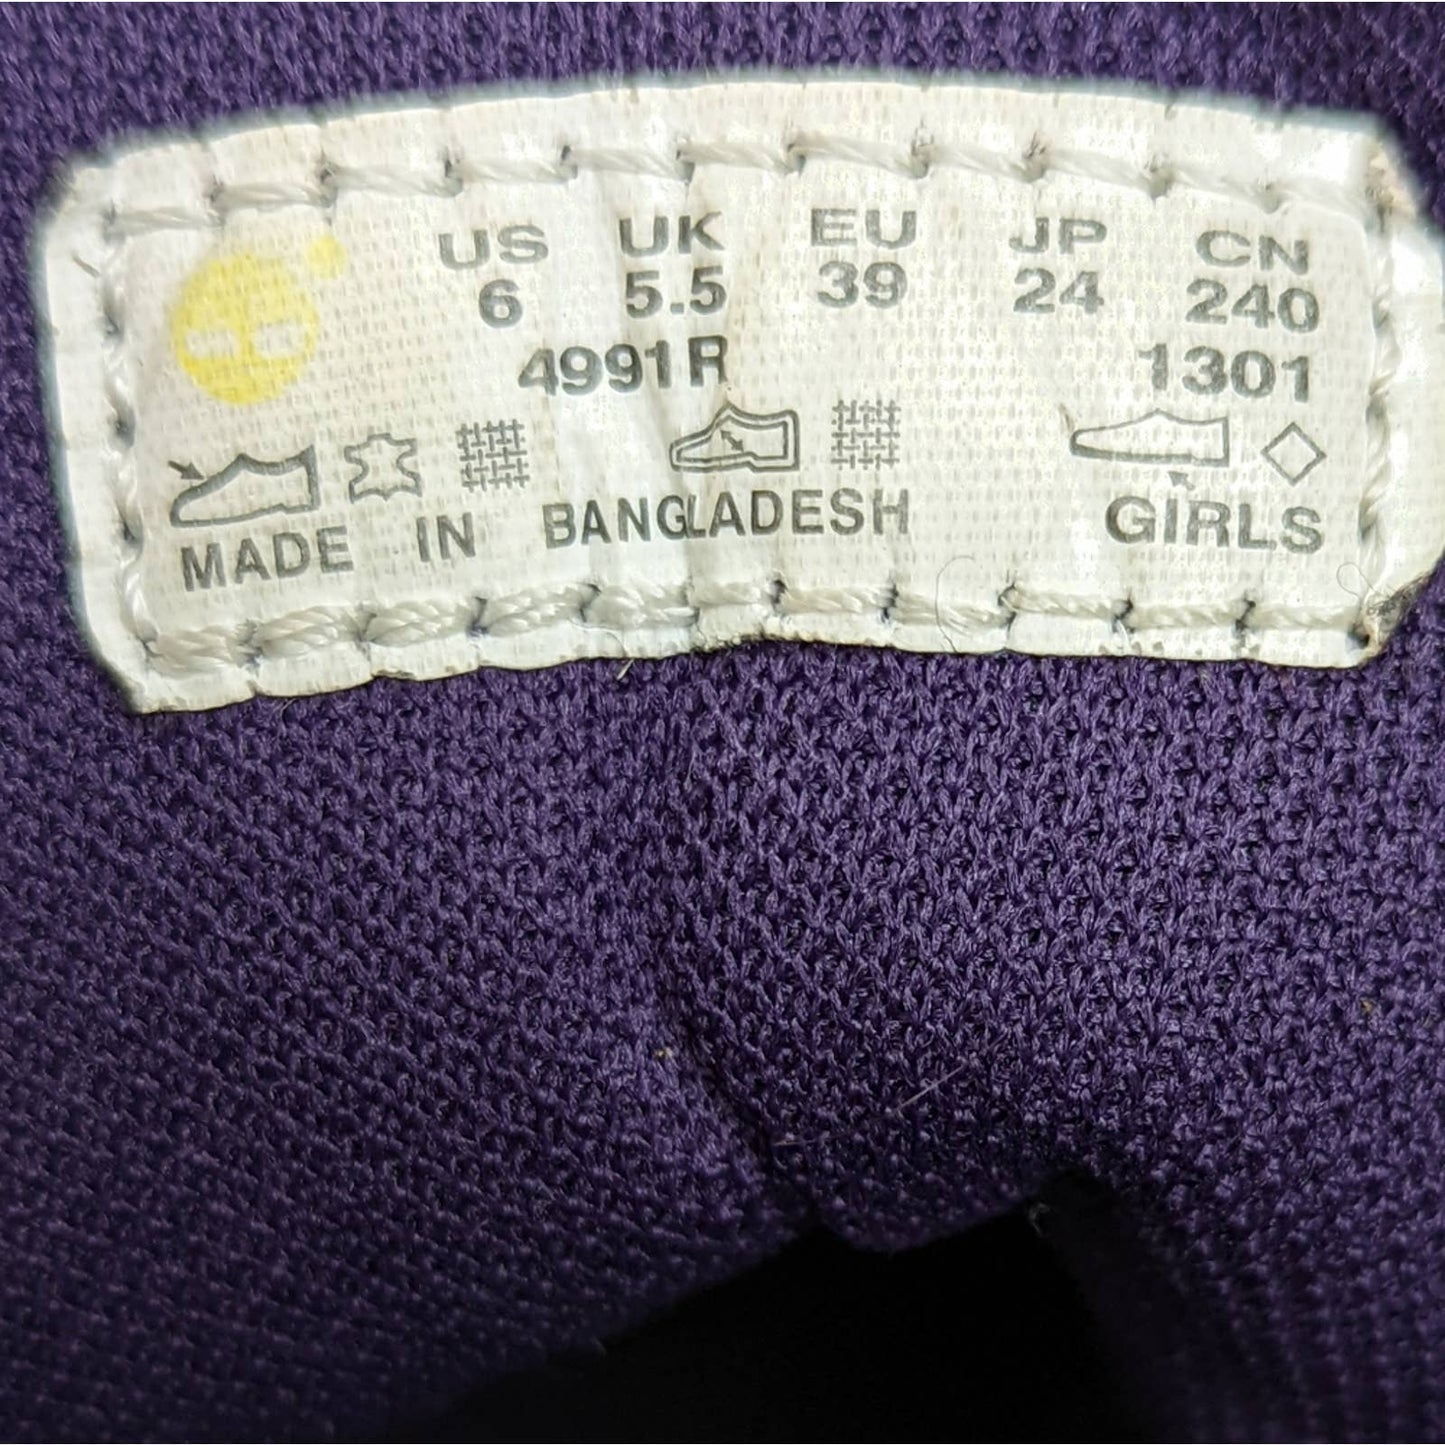 US UK EU JP CN
6 5.5 39 24 240
4991R 1301
MADE IN BANGLADESH GIRLS